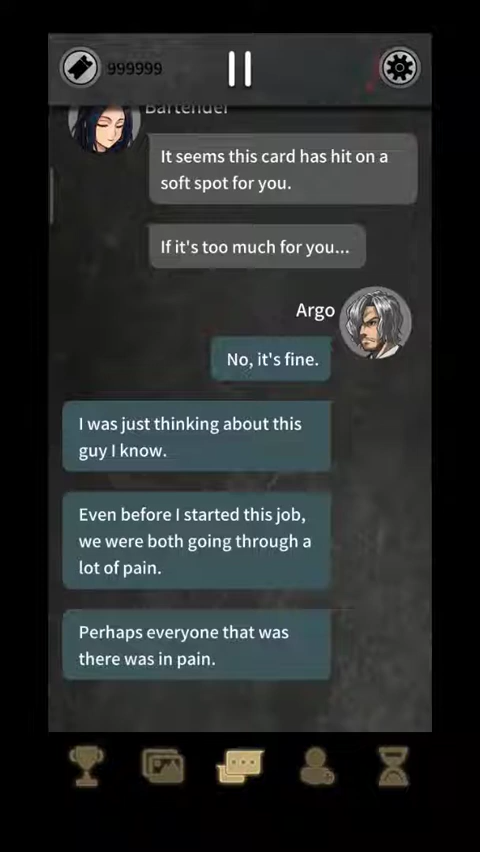 999999
Bartender
It seems this card has hit on a
soft spot for you.
If it's too much for you...
Argo
No, it's fine.
I was just thinking about this
guy I know.
Even before I started this job,
we were both going through a
lot of pain.
Perhaps everyone that was
there was in pain.